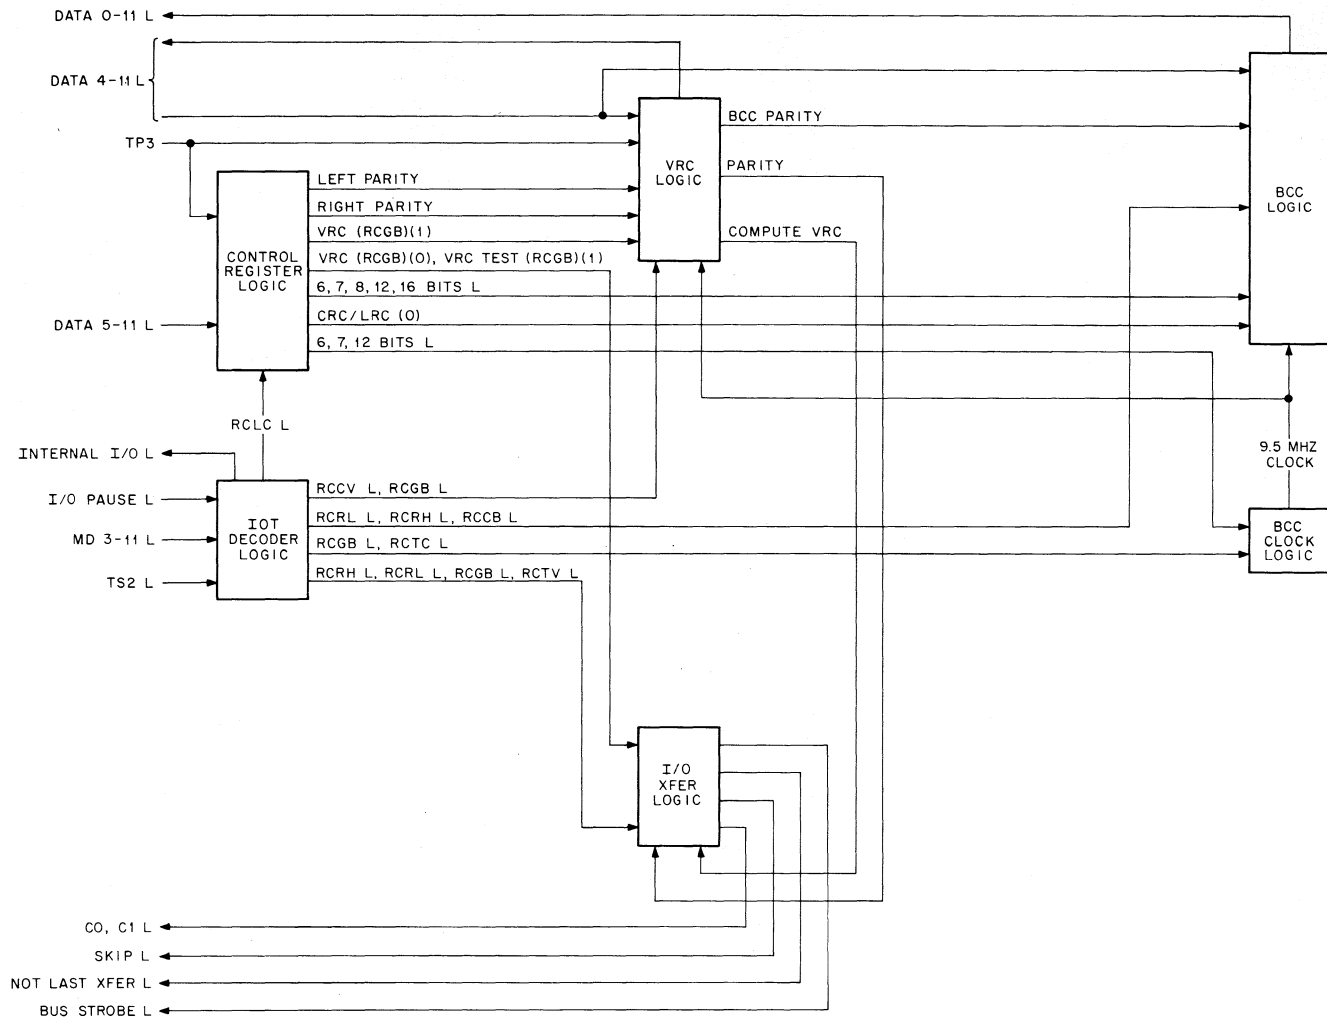 DATA 0-11 L
DATA 4-11 L
TP3
VRC
LOGIC
BCC PARITY
PARITY
COMPUTE VRC
BCC
LOGIC
LEFT PARITY
RIGHT PARITY
VRC (RCGB)(1)
VRC (RCGB)(0), VRC TEST (RCGB)(1)
6, 7, 8, 12, 16 BITS L
CRC/LRC (0)
6, 7, 12 BITS L
CONTROL
REGISTER
LOGIC
DATA 5-11 L
RCLC L
INTERNAL I/O L
I/O PAUSE L
MD 3-11 L
TS2 L
IOT
DECODER
LOGIC
RCCV L, RCGB L
RCRL L, RCRH L, RCCB L
RCGB L, RCTC L
RCRH L, RCRL L, RCGB L, RCTV L
9.5 MHZ
CLOCK
BCC
CLOCK
LOGIC
I/O
XFER
LOGIC
C0, C1 L
SKIP L
NOT LAST XFER L
BUS STROBE L